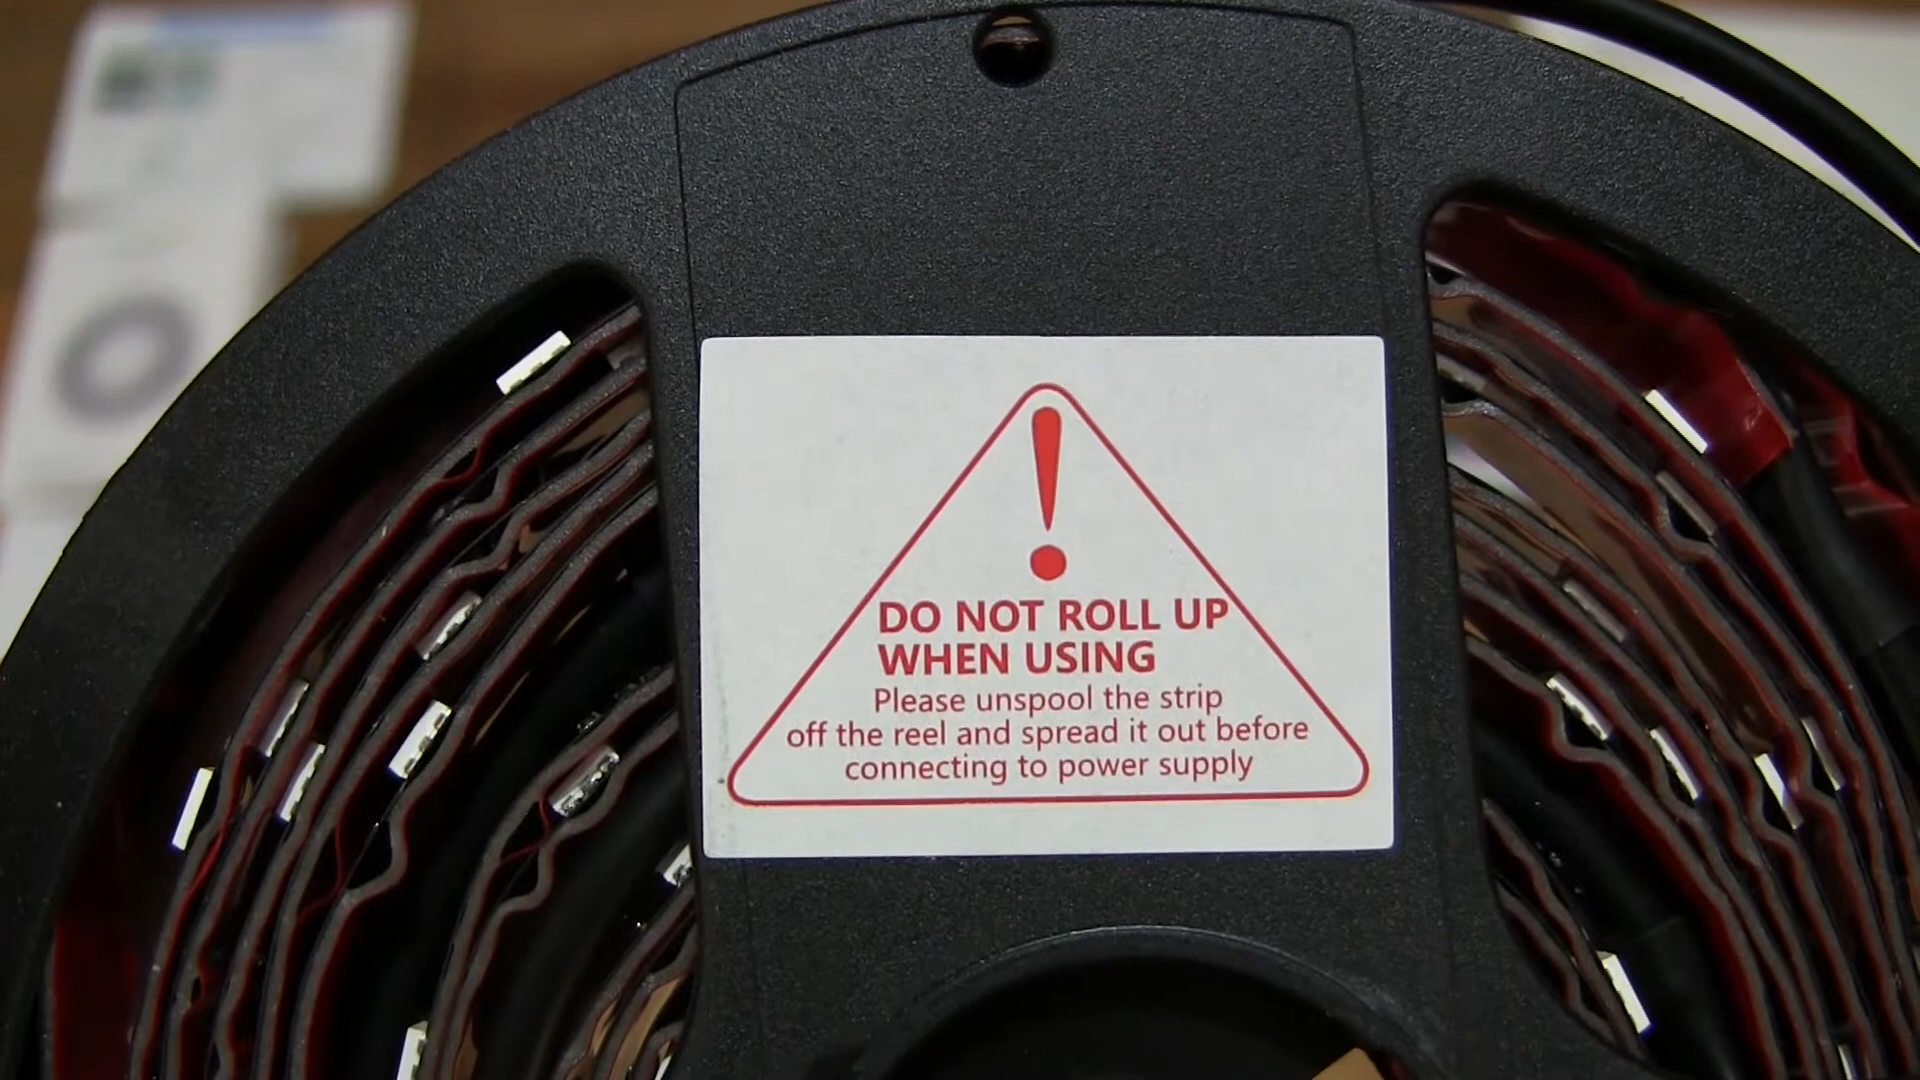 DO NOT ROLL UP
WHEN USING
Please unspool the strip
off the reel and spread it out before
connecting to power supply